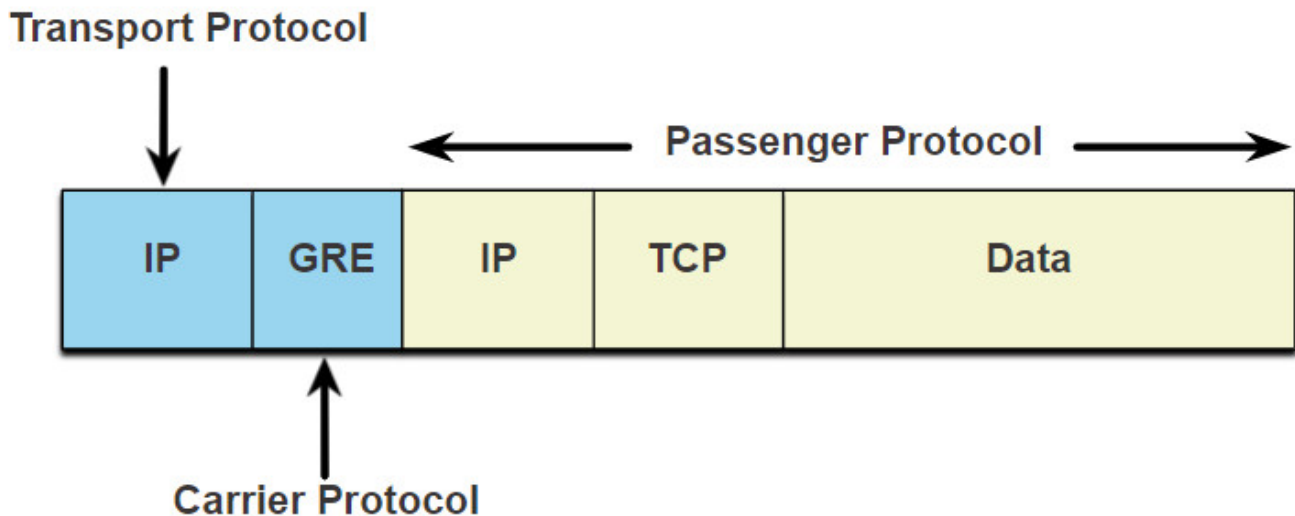 Transport Protocol
Passenger Protocol
IP GRE IP TCP Data
Carrier Protocol